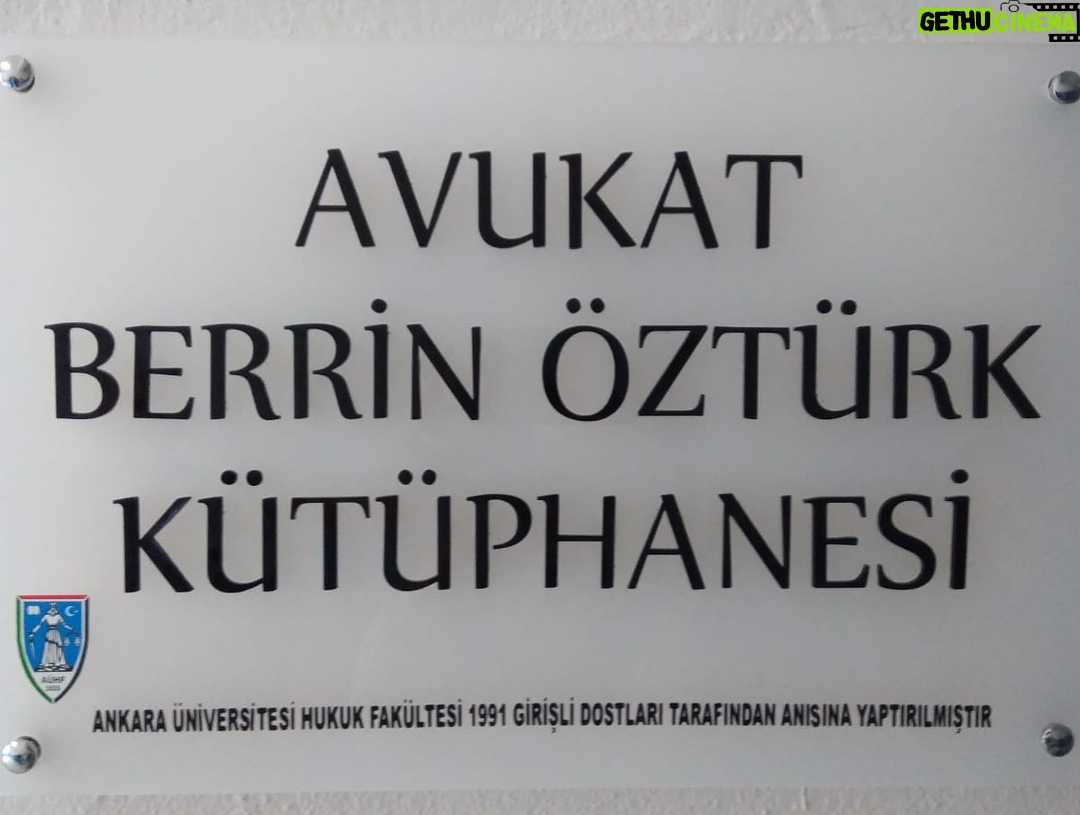 GETHUCINEMA
AVUKAT
BERRİN ÖZTÜRK
KÜTÜPHANESİ
AÜHF
ANKARA ÜNİVERSİTESİ HUKUK FAKÜLTESİ 1991 GİRİŞLİ DOSTLARI TARAFINDAN ANISINA YAPTIRILMIŞTIR